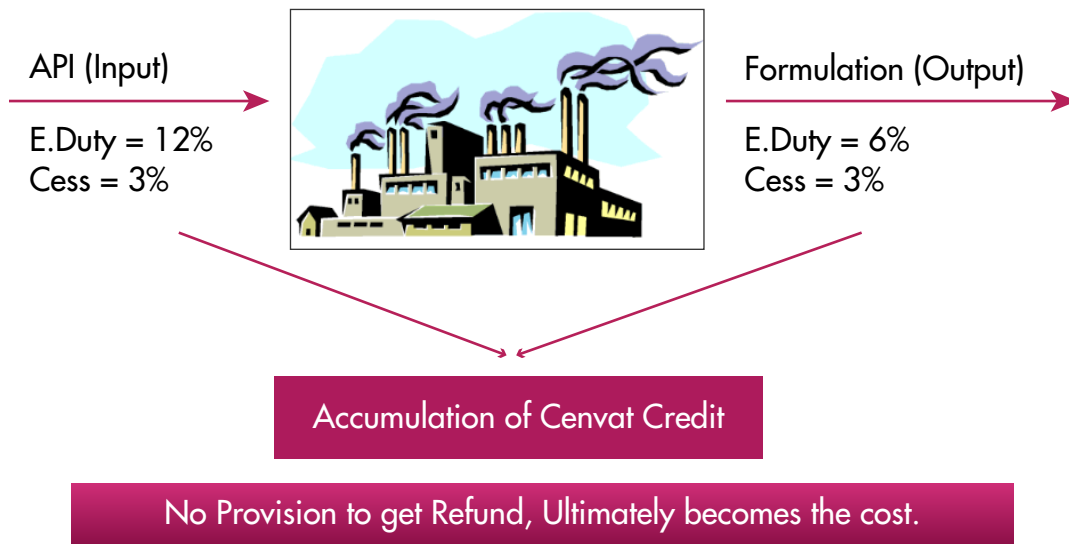 API (Input)
E.Duty = 12%
Cess = 3%
Formulation (Output)
E.Duty = 6%
Cess = 3%
Accumulation of Cenvat Credit
No Provision to get Refund, Ultimately becomes the cost.